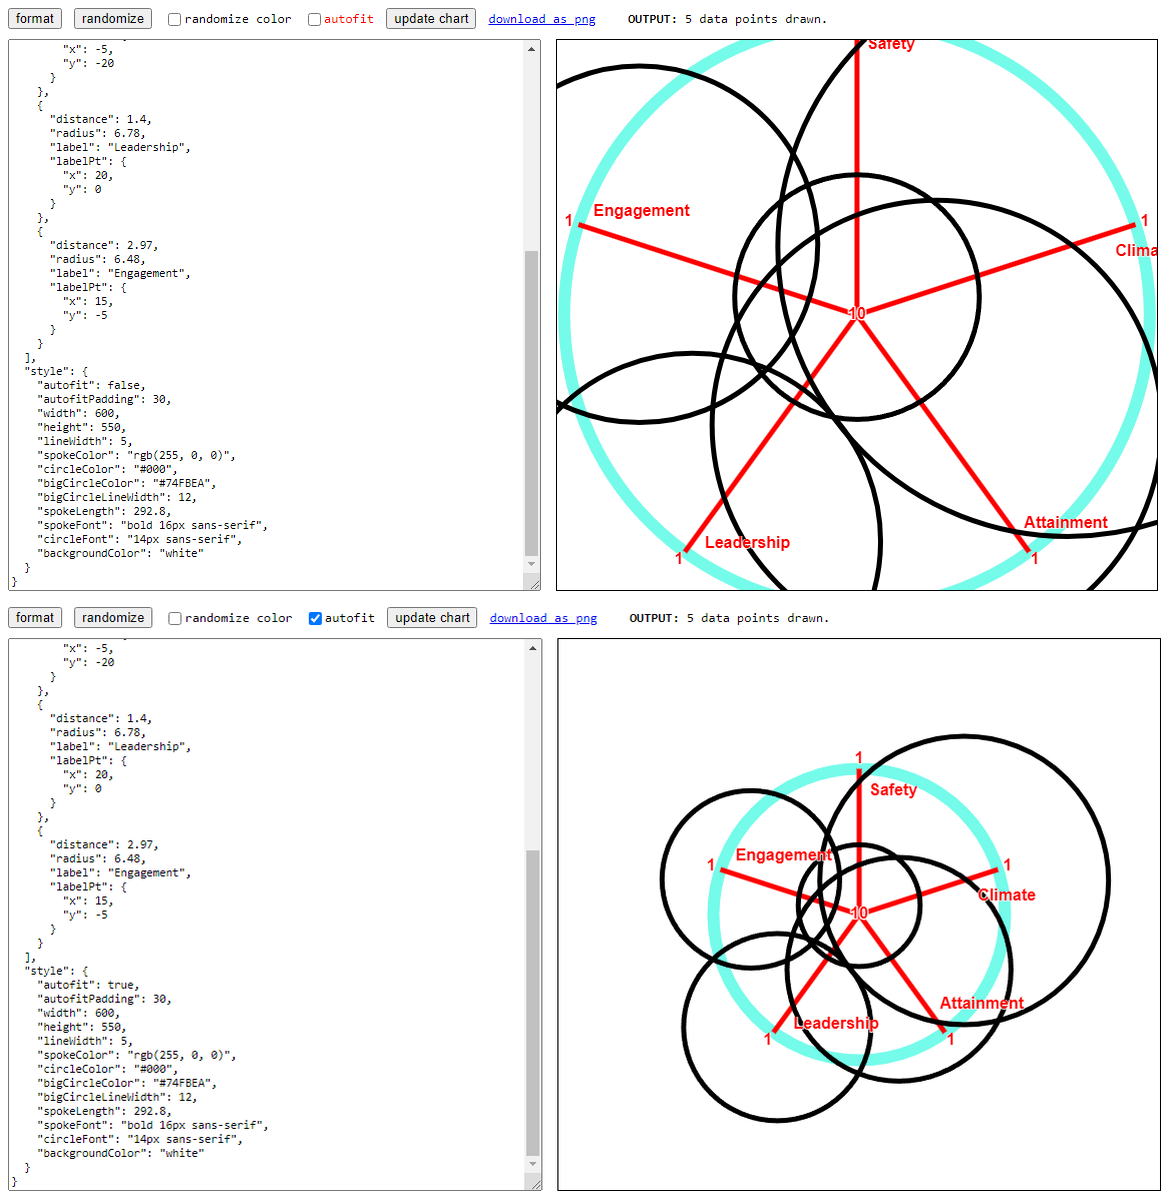 format randomize randomize color autofit update chart download as png OUTPUT: 5 data points drawn.
"x": -5,
"y": -20
}
},
{
"distance": 1.4,
"radius": 6.78,
"label": "Leadership",
"labelPt": {
"x": 20,
"y": 0
}
},
{
"distance": 2.97,
"radius": 6.48,
"label": "Engagement",
"labelPt": {
"x": 15,
"y": -5
}
}
],
"style": {
"autofit": false,
"autofitPadding": 30,
"width": 600,
"height": 550,
"lineWidth": 5,
"spokeColor": "rgb(255, 0, 0)",
"circleColor": "#000",
"bigCircleColor": "#74FBEA",
"bigCircleLineWidth": 12,
"spokeLength": 292.8,
"spokeFont": "bold 16px sans-serif",
"circleFont": "14px sans-serif",
"backgroundColor": "white"
}
}
Safety
Engagement
1
1
Clima
10
Attainment
Leadership
1
1
format randomize randomize color autofit update chart download as png OUTPUT: 5 data points drawn.
"x": -5,
"y": -20
}
},
{
"distance": 1.4,
"radius": 6.78,
"label": "Leadership",
"labelPt": {
"x": 20,
"y": 0
}
},
{
"distance": 2.97,
"radius": 6.48,
"label": "Engagement",
"labelPt": {
"x": 15,
"y": -5
}
}
],
"style": {
"autofit": true,
"autofitPadding": 30,
"width": 600,
"height": 550,
"lineWidth": 5,
"spokeColor": "rgb(255, 0, 0)",
"circleColor": "#000",
"bigCircleColor": "#74FBEA",
"bigCircleLineWidth": 12,
"spokeLength": 292.8,
"spokeFont": "bold 16px sans-serif",
"circleFont": "14px sans-serif",
"backgroundColor": "white"
}
}
1
Safety
Engagement
1
1
Climate
10
Attainment
Leadership
1
1